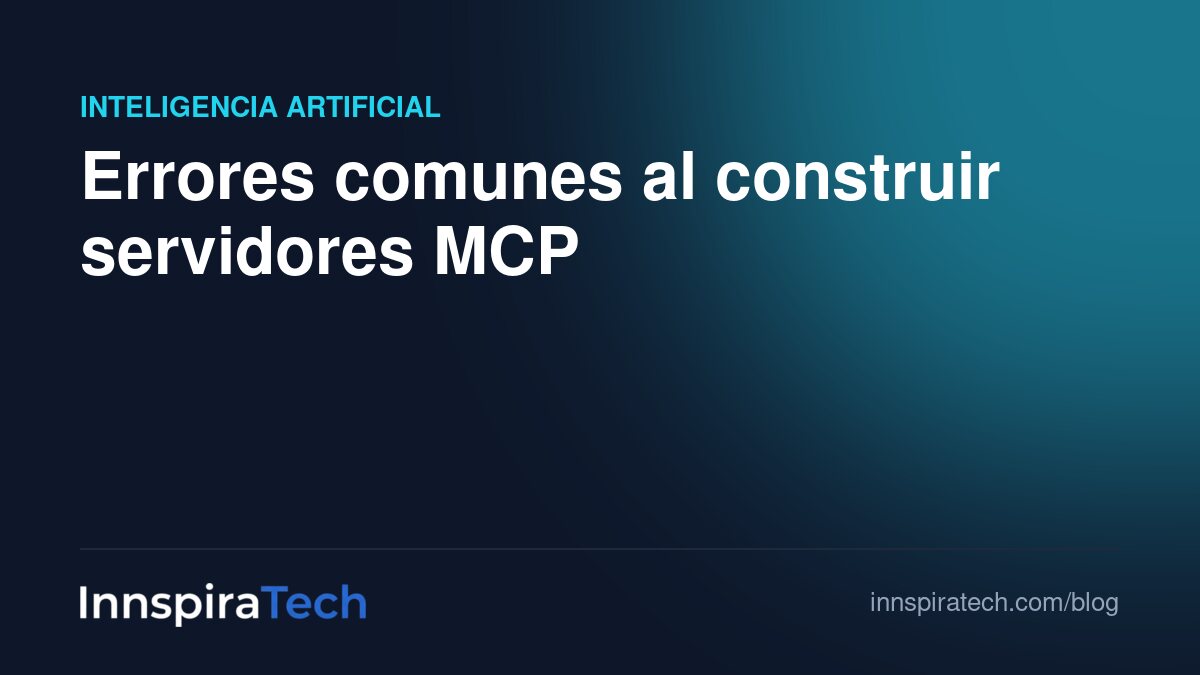 INTELIGENCIA ARTIFICIAL
Errores comunes al construir
servidores MCP
InnspiraTech
innspiratech.com/blog